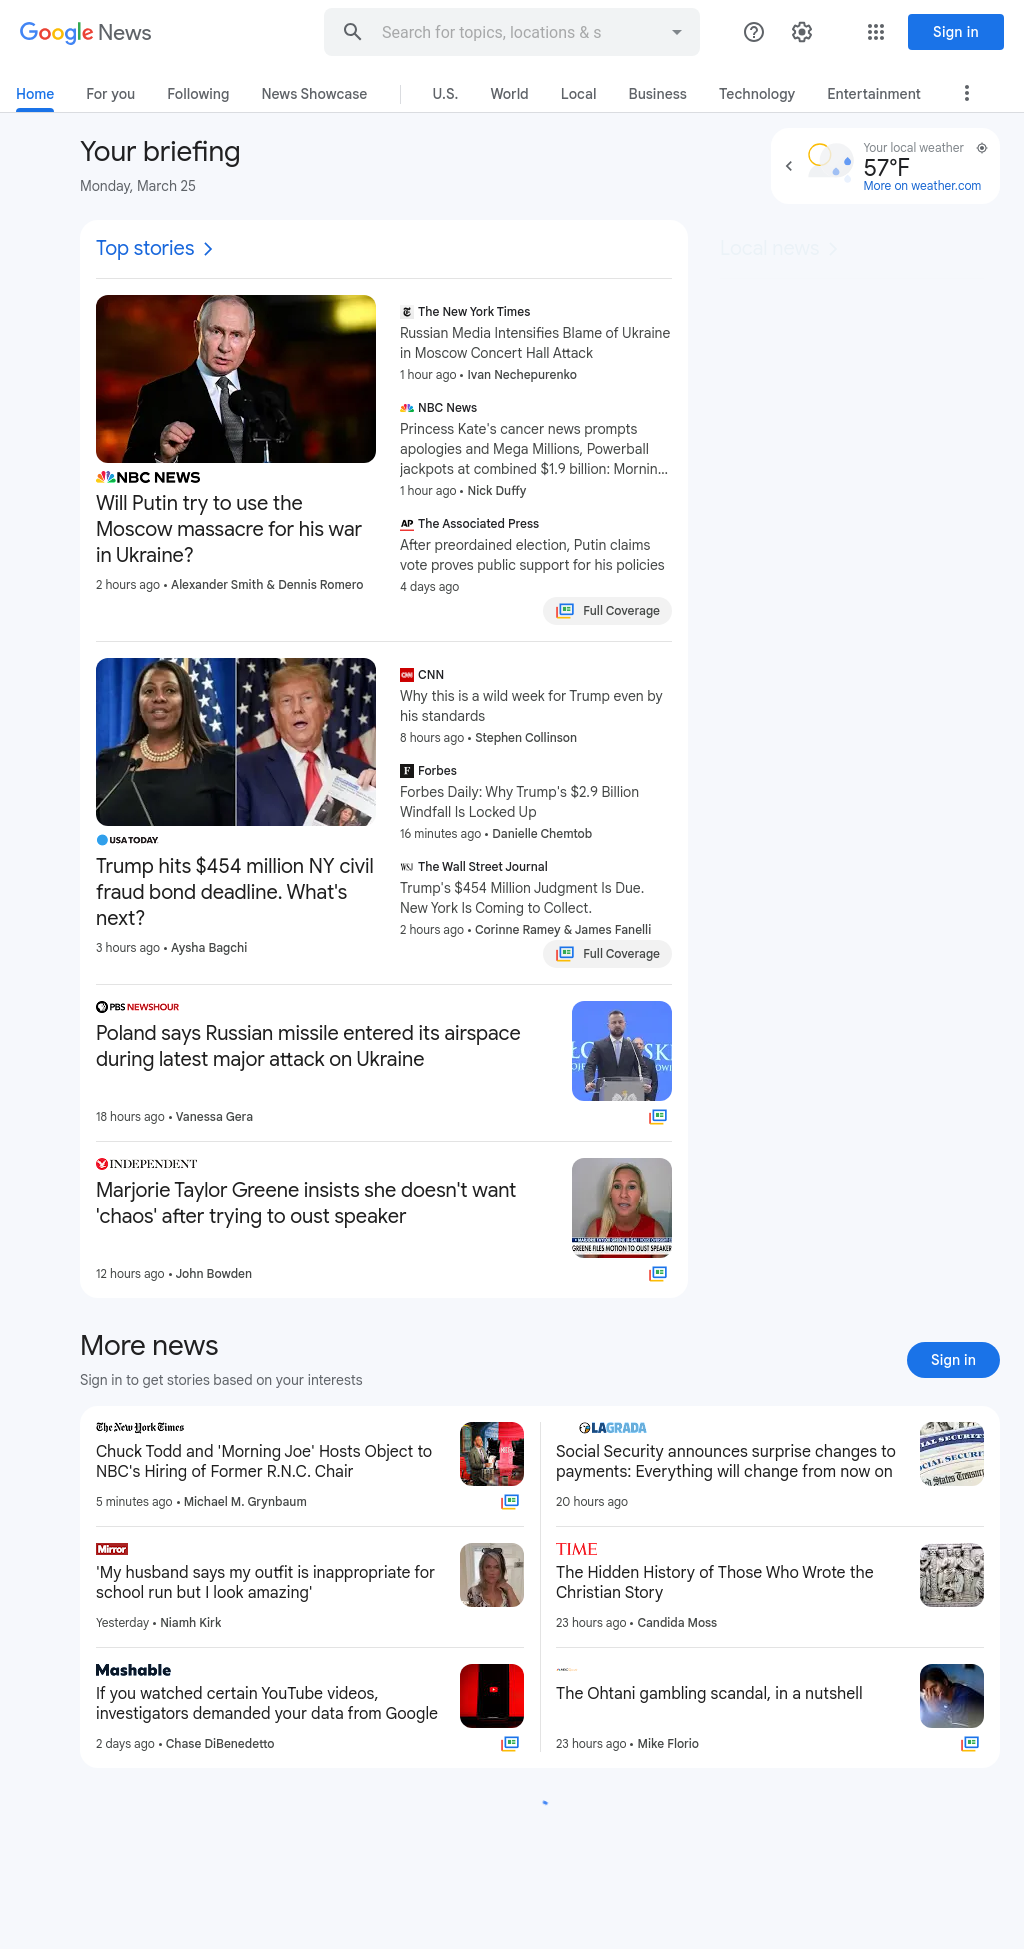 Google News
Search for topics, locations & s
Sign in
Home
For you
Following
News Showcase
U.S.
World
Local
Business
Technology
Entertainment
Your briefing
Monday, March 25
Your local weather
57°F
More on weather.com
Top stories
Local news
NBC NEWS
Will Putin try to use the
Moscow massacre for his war
in Ukraine?
2 hours ago • Alexander Smith & Dennis Romero
The New York Times
Russian Media Intensifies Blame of Ukraine
in Moscow Concert Hall Attack
1 hour ago • Ivan Nechepurenko
NBC News
Princess Kate's cancer news prompts
apologies and Mega Millions, Powerball
jackpots at combined $1.9 billion: Mornin...
1 hour ago • Nick Duffy
AP The Associated Press
After preordained election, Putin claims
vote proves public support for his policies
4 days ago
Full Coverage
USA TODAY
Trump hits $454 million NY civil
fraud bond deadline. What's
next?
3 hours ago • Aysha Bagchi
CNN CNN
Why this is a wild week for Trump even by
his standards
8 hours ago • Stephen Collinson
F Forbes
Forbes Daily: Why Trump's $2.9 Billion
Windfall Is Locked Up
16 minutes ago • Danielle Chemtob
WSJ The Wall Street Journal
Trump's $454 Million Judgment Is Due.
New York Is Coming to Collect.
2 hours ago • Corinne Ramey & James Fanelli
Full Coverage
PBS NEWSHOUR
Poland says Russian missile entered its airspace
during latest major attack on Ukraine
18 hours ago • Vanessa Gera
INDEPENDENT
Marjorie Taylor Greene insists she doesn't want
'chaos' after trying to oust speaker
GREENE FILES MOTION TO OUST SPEAKER
12 hours ago • John Bowden
More news
Sign in to get stories based on your interests
Sign in
The New York Times
Chuck Todd and 'Morning Joe' Hosts Object to
NBC's Hiring of Former R.N.C. Chair
5 minutes ago • Michael M. Grynbaum
LAGRADA
Social Security announces surprise changes to
payments: Everything will change from now on
20 hours ago
Mirror
'My husband says my outfit is inappropriate for
school run but I look amazing'
Yesterday • Niamh Kirk
TIME
The Hidden History of Those Who Wrote the
Christian Story
23 hours ago • Candida Moss
Mashable
If you watched certain YouTube videos,
investigators demanded your data from Google
2 days ago • Chase DiBenedetto
The Ohtani gambling scandal, in a nutshell
23 hours ago • Mike Florio